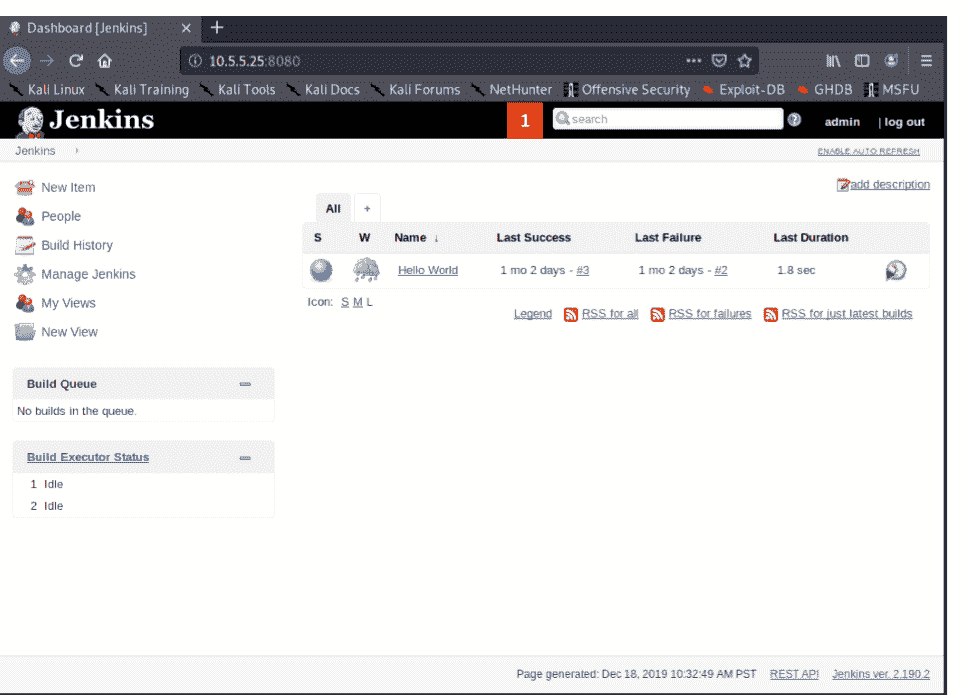 Dashboard [Jenkins]
10.5.5.25:8080
Kali Linux Kali Training Kali Tools Kali Docs Kali Forums NetHunter Offensive Security Exploit-DB GHDB MSFU
Jenkins 1 search admin | log out
Jenkins ENABLE AUTO REFRESH
add description
New Item
People
Build History
Manage Jenkins
My Views
New View
Build Queue
No builds in the queue.
Build Executor Status
1 Idle
2 Idle
All +
S W Name ↓ Last Success Last Failure Last Duration
Hello World 1 mo 2 days - #3 1 mo 2 days - #2 1.8 sec
Icon: S M L
Legend RSS for all RSS for failures RSS for just latest builds
Page generated: Dec 18, 2019 10:32:49 AM PST REST API Jenkins ver. 2.190.2